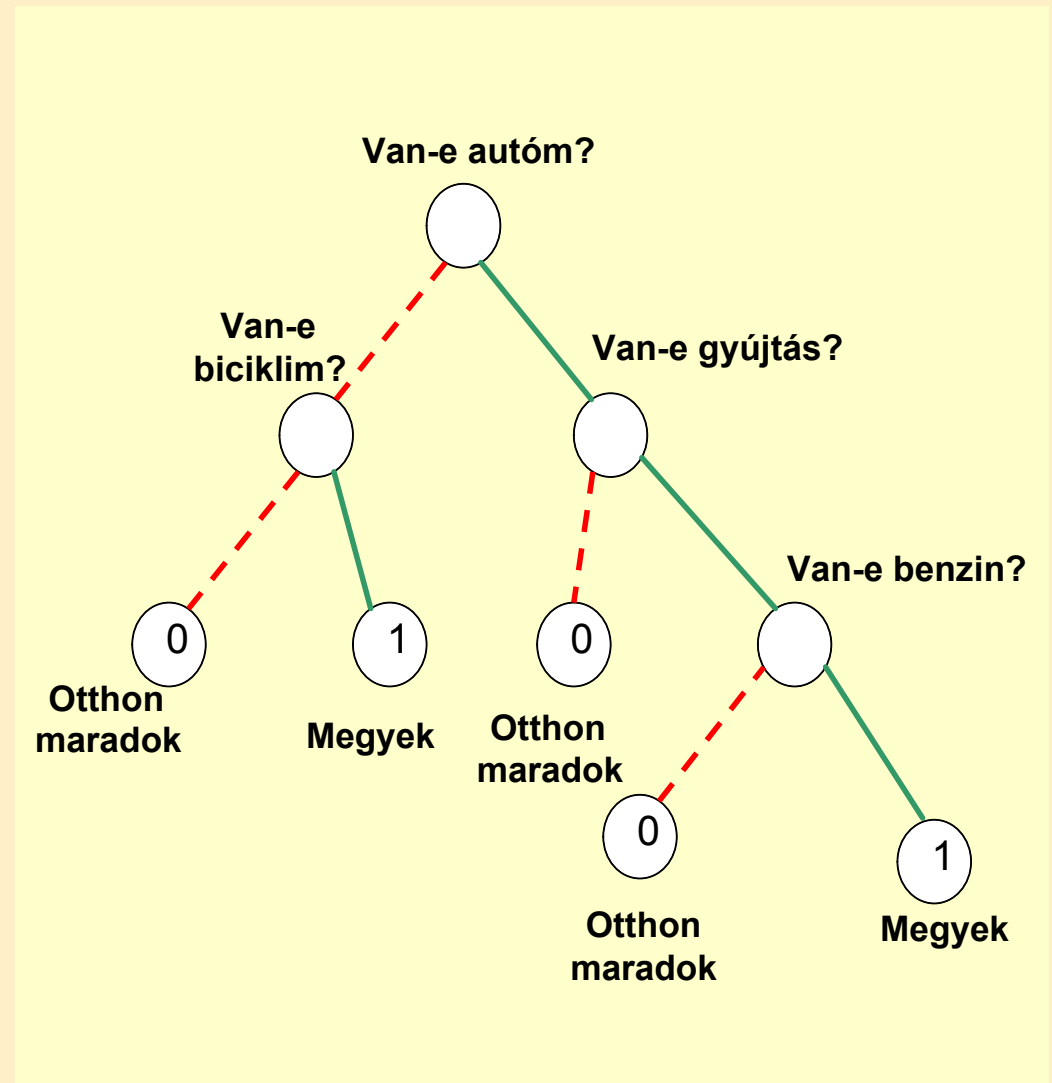 Van-e autóm?
Van-e
biciklim?
Van-e gyújtás?
Van-e benzin?
0
1
0
Otthon
maradok
Megyek
Otthon
maradok
0
1
Otthon
maradok
Megyek